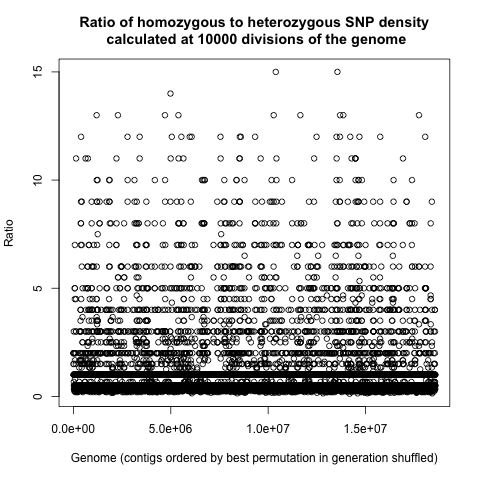 Ratio of homozygous to heterozygous SNP density
calculated at 10000 divisions of the genome
15
10
5
0
Ratio
0.0e+00 5.0e+06 1.0e+07 1.5e+07
Genome (contigs ordered by best permutation in generation shuffled)